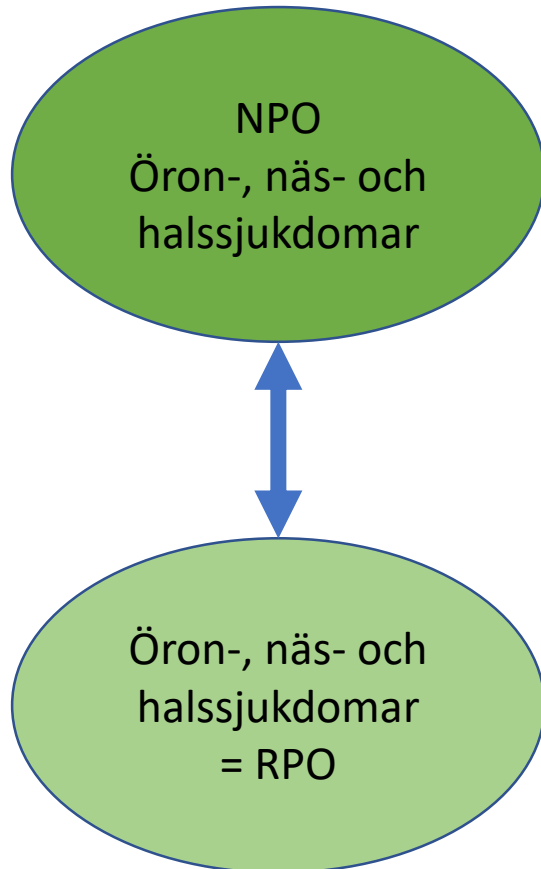 NPO
Öron-, näs- och
halssjukdomar
Öron-, näs- och
halssjukdomar
= RPO